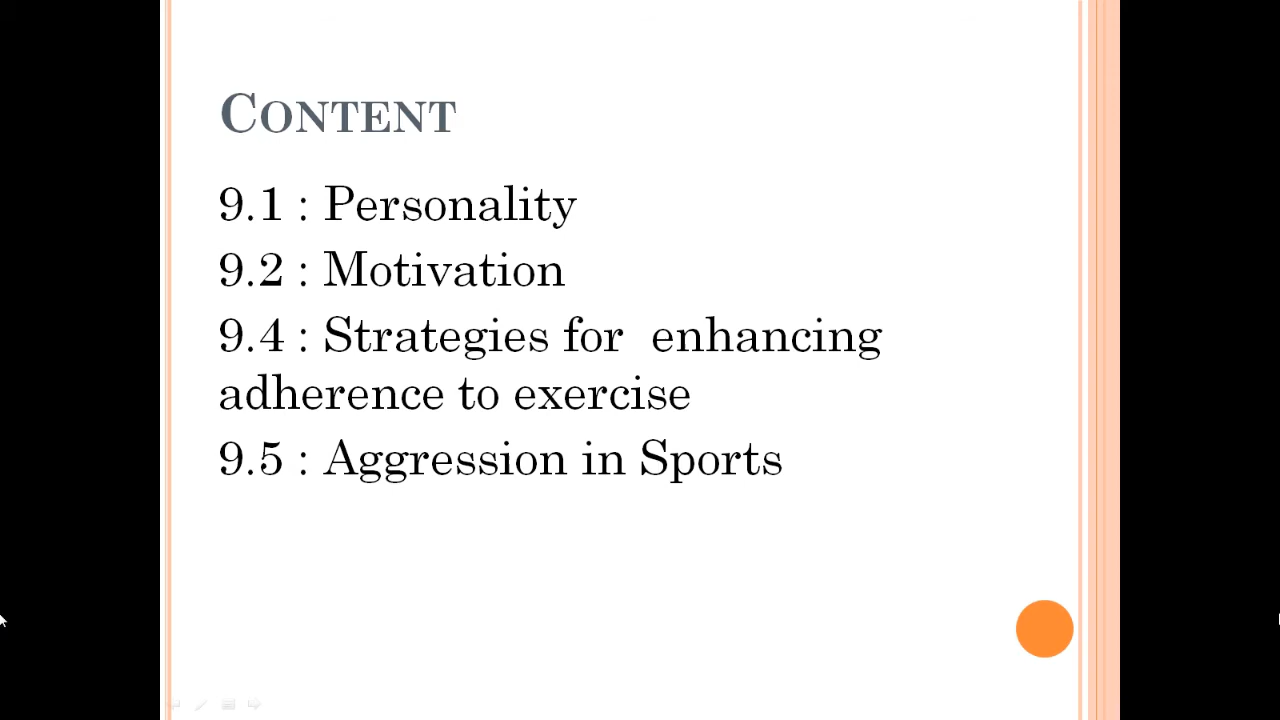 CONTENT
9.1 : Personality
9.2 : Motivation
9.4 : Strategies for  enhancing
adherence to exercise
9.5 : Aggression in Sports